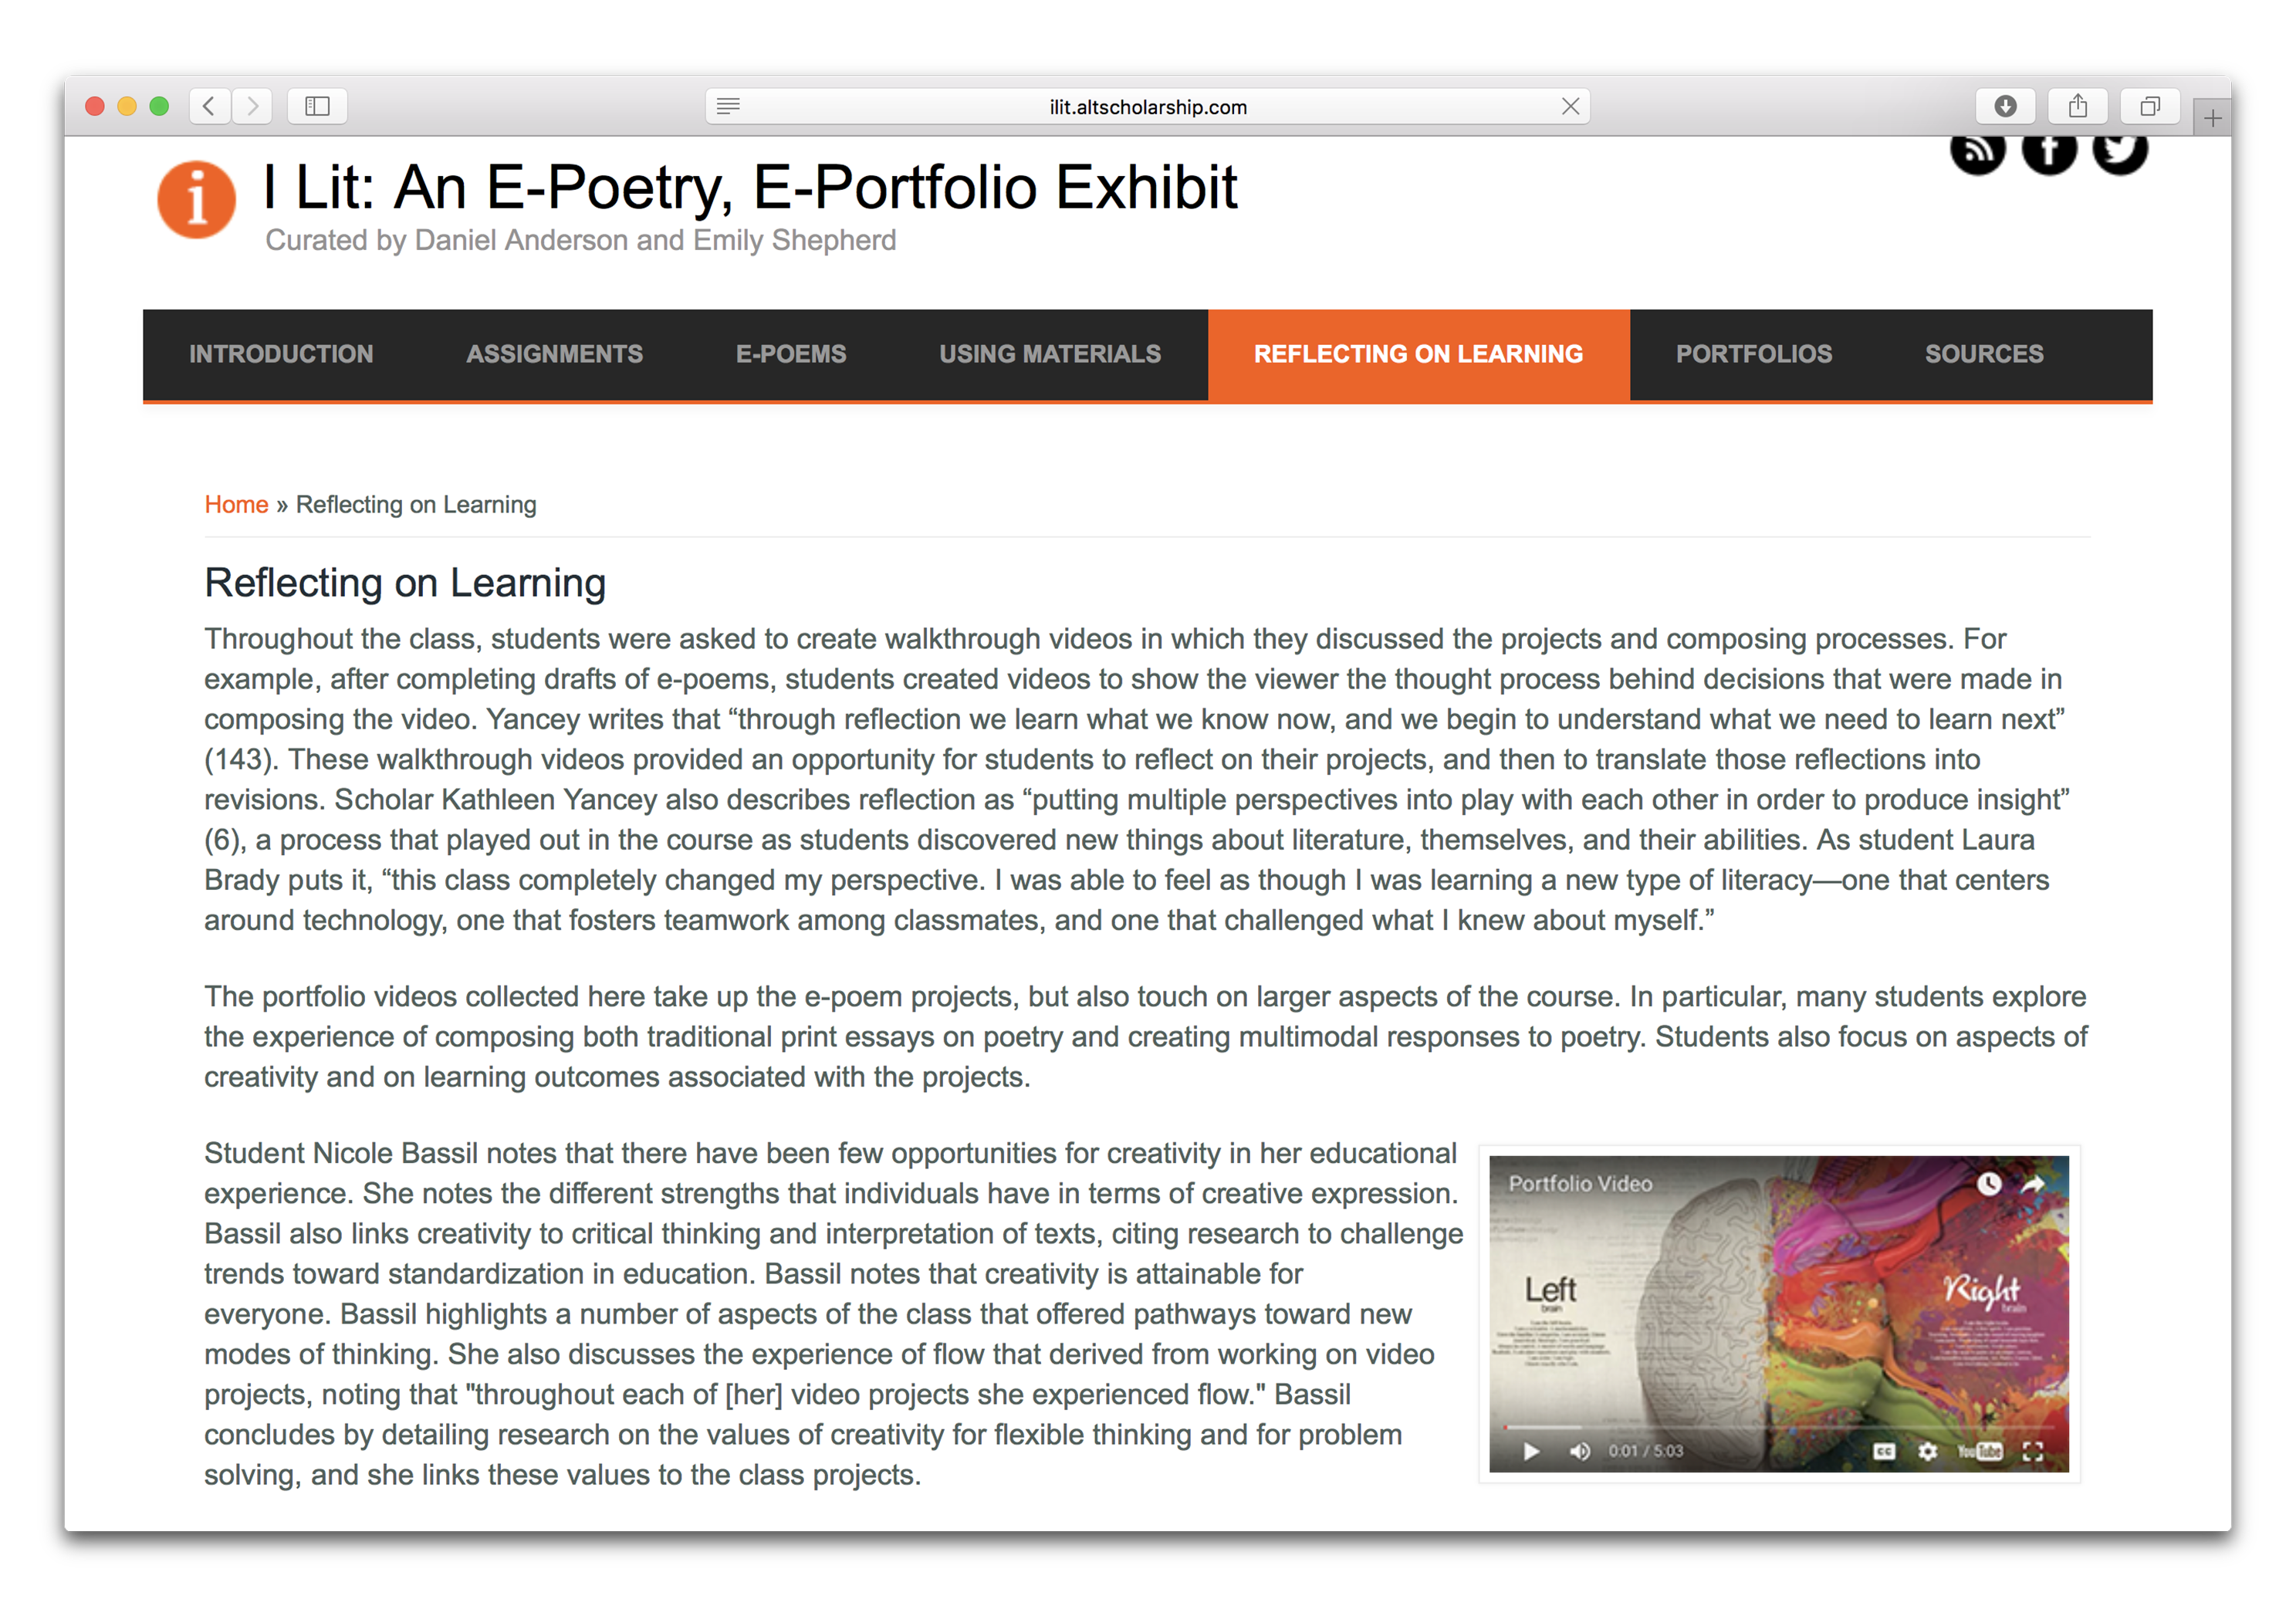 ilit.altscholarship.com
I Lit: An E-Poetry, E-Portfolio Exhibit
Curated by Daniel Anderson and Emily Shepherd
INTRODUCTION ASSIGNMENTS E-POEMS USING MATERIALS REFLECTING ON LEARNING PORTFOLIOS SOURCES
Home » Reflecting on Learning
Reflecting on Learning
Throughout the class, students were asked to create walkthrough videos in which they discussed the projects and composing processes. For
example, after completing drafts of e-poems, students created videos to show the viewer the thought process behind decisions that were made in
composing the video. Yancey writes that “through reflection we learn what we know now, and we begin to understand what we need to learn next”
(143). These walkthrough videos provided an opportunity for students to reflect on their projects, and then to translate those reflections into
revisions. Scholar Kathleen Yancey also describes reflection as “putting multiple perspectives into play with each other in order to produce insight”
(6), a process that played out in the course as students discovered new things about literature, themselves, and their abilities. As student Laura
Brady puts it, “this class completely changed my perspective. I was able to feel as though I was learning a new type of literacy—one that centers
around technology, one that fosters teamwork among classmates, and one that challenged what I knew about myself.”
The portfolio videos collected here take up the e-poem projects, but also touch on larger aspects of the course. In particular, many students explore
the experience of composing both traditional print essays on poetry and creating multimodal responses to poetry. Students also focus on aspects of
creativity and on learning outcomes associated with the projects.
Student Nicole Bassil notes that there have been few opportunities for creativity in her educational
experience. She notes the different strengths that individuals have in terms of creative expression.
Bassil also links creativity to critical thinking and interpretation of texts, citing research to challenge
trends toward standardization in education. Bassil notes that creativity is attainable for
everyone. Bassil highlights a number of aspects of the class that offered pathways toward new
modes of thinking. She also discusses the experience of flow that derived from working on video
projects, noting that "throughout each of [her] video projects she experienced flow." Bassil
concludes by detailing research on the values of creativity for flexible thinking and for problem
solving, and she links these values to the class projects.
Portfolio Video
Left
brain
Right
brain
0:01 / 5:03
CC
YouTube